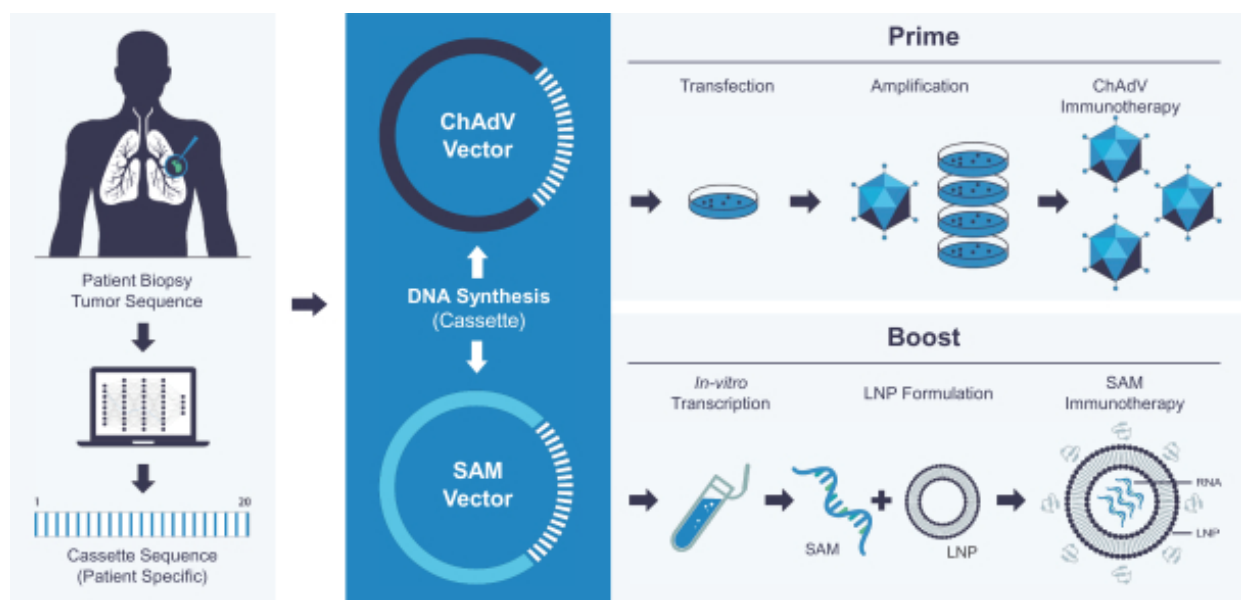 Patient Biopsy
Tumor Sequence
1 20
Cassette Sequence
(Patient Specific)
ChAdV
Vector
DNA Synthesis
(Cassette)
SAM
Vector
Prime
Transfection
Amplification
ChAdV
Immunotherapy
Boost
In-vitro
Transcription
LNP Formulation
SAM
Immunotherapy
SAM
LNP
RNA
LNP